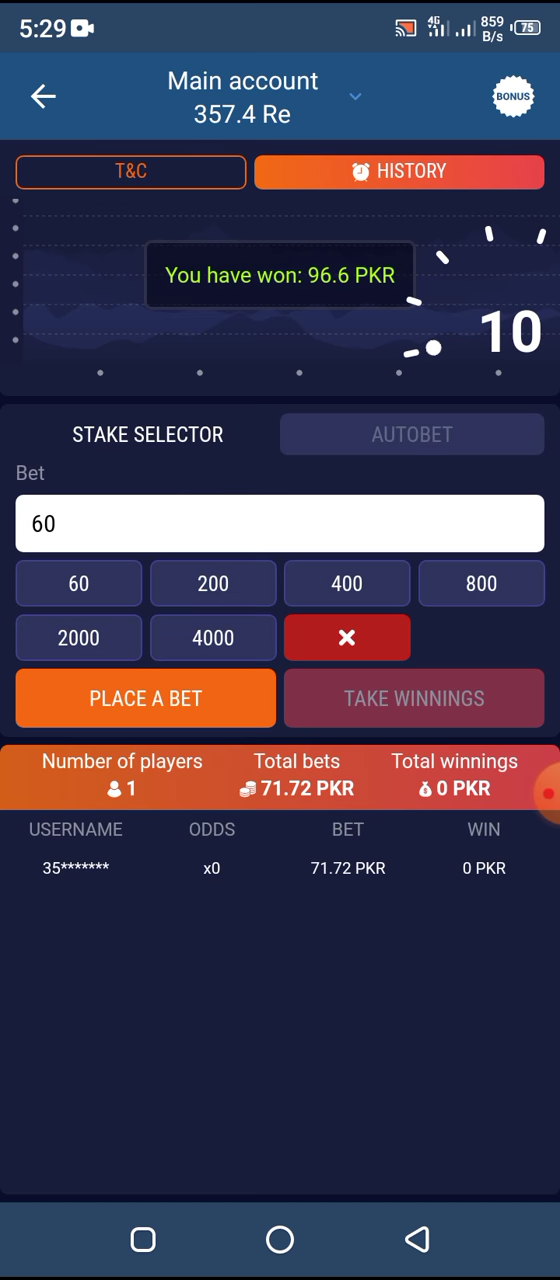 5:29
4G
859 B/s
75
Main account
357.4 Re
BONUS
T&C
HISTORY
You have won: 96.6 PKR
10
STAKE SELECTOR
AUTOBET
Bet
60
60 200 400 800
2000 4000
PLACE A BET
TAKE WINNINGS
Number of players Total bets Total winnings
1 71.72 PKR 0 PKR
USERNAME ODDS BET WIN
35******* x0 71.72 PKR 0 PKR